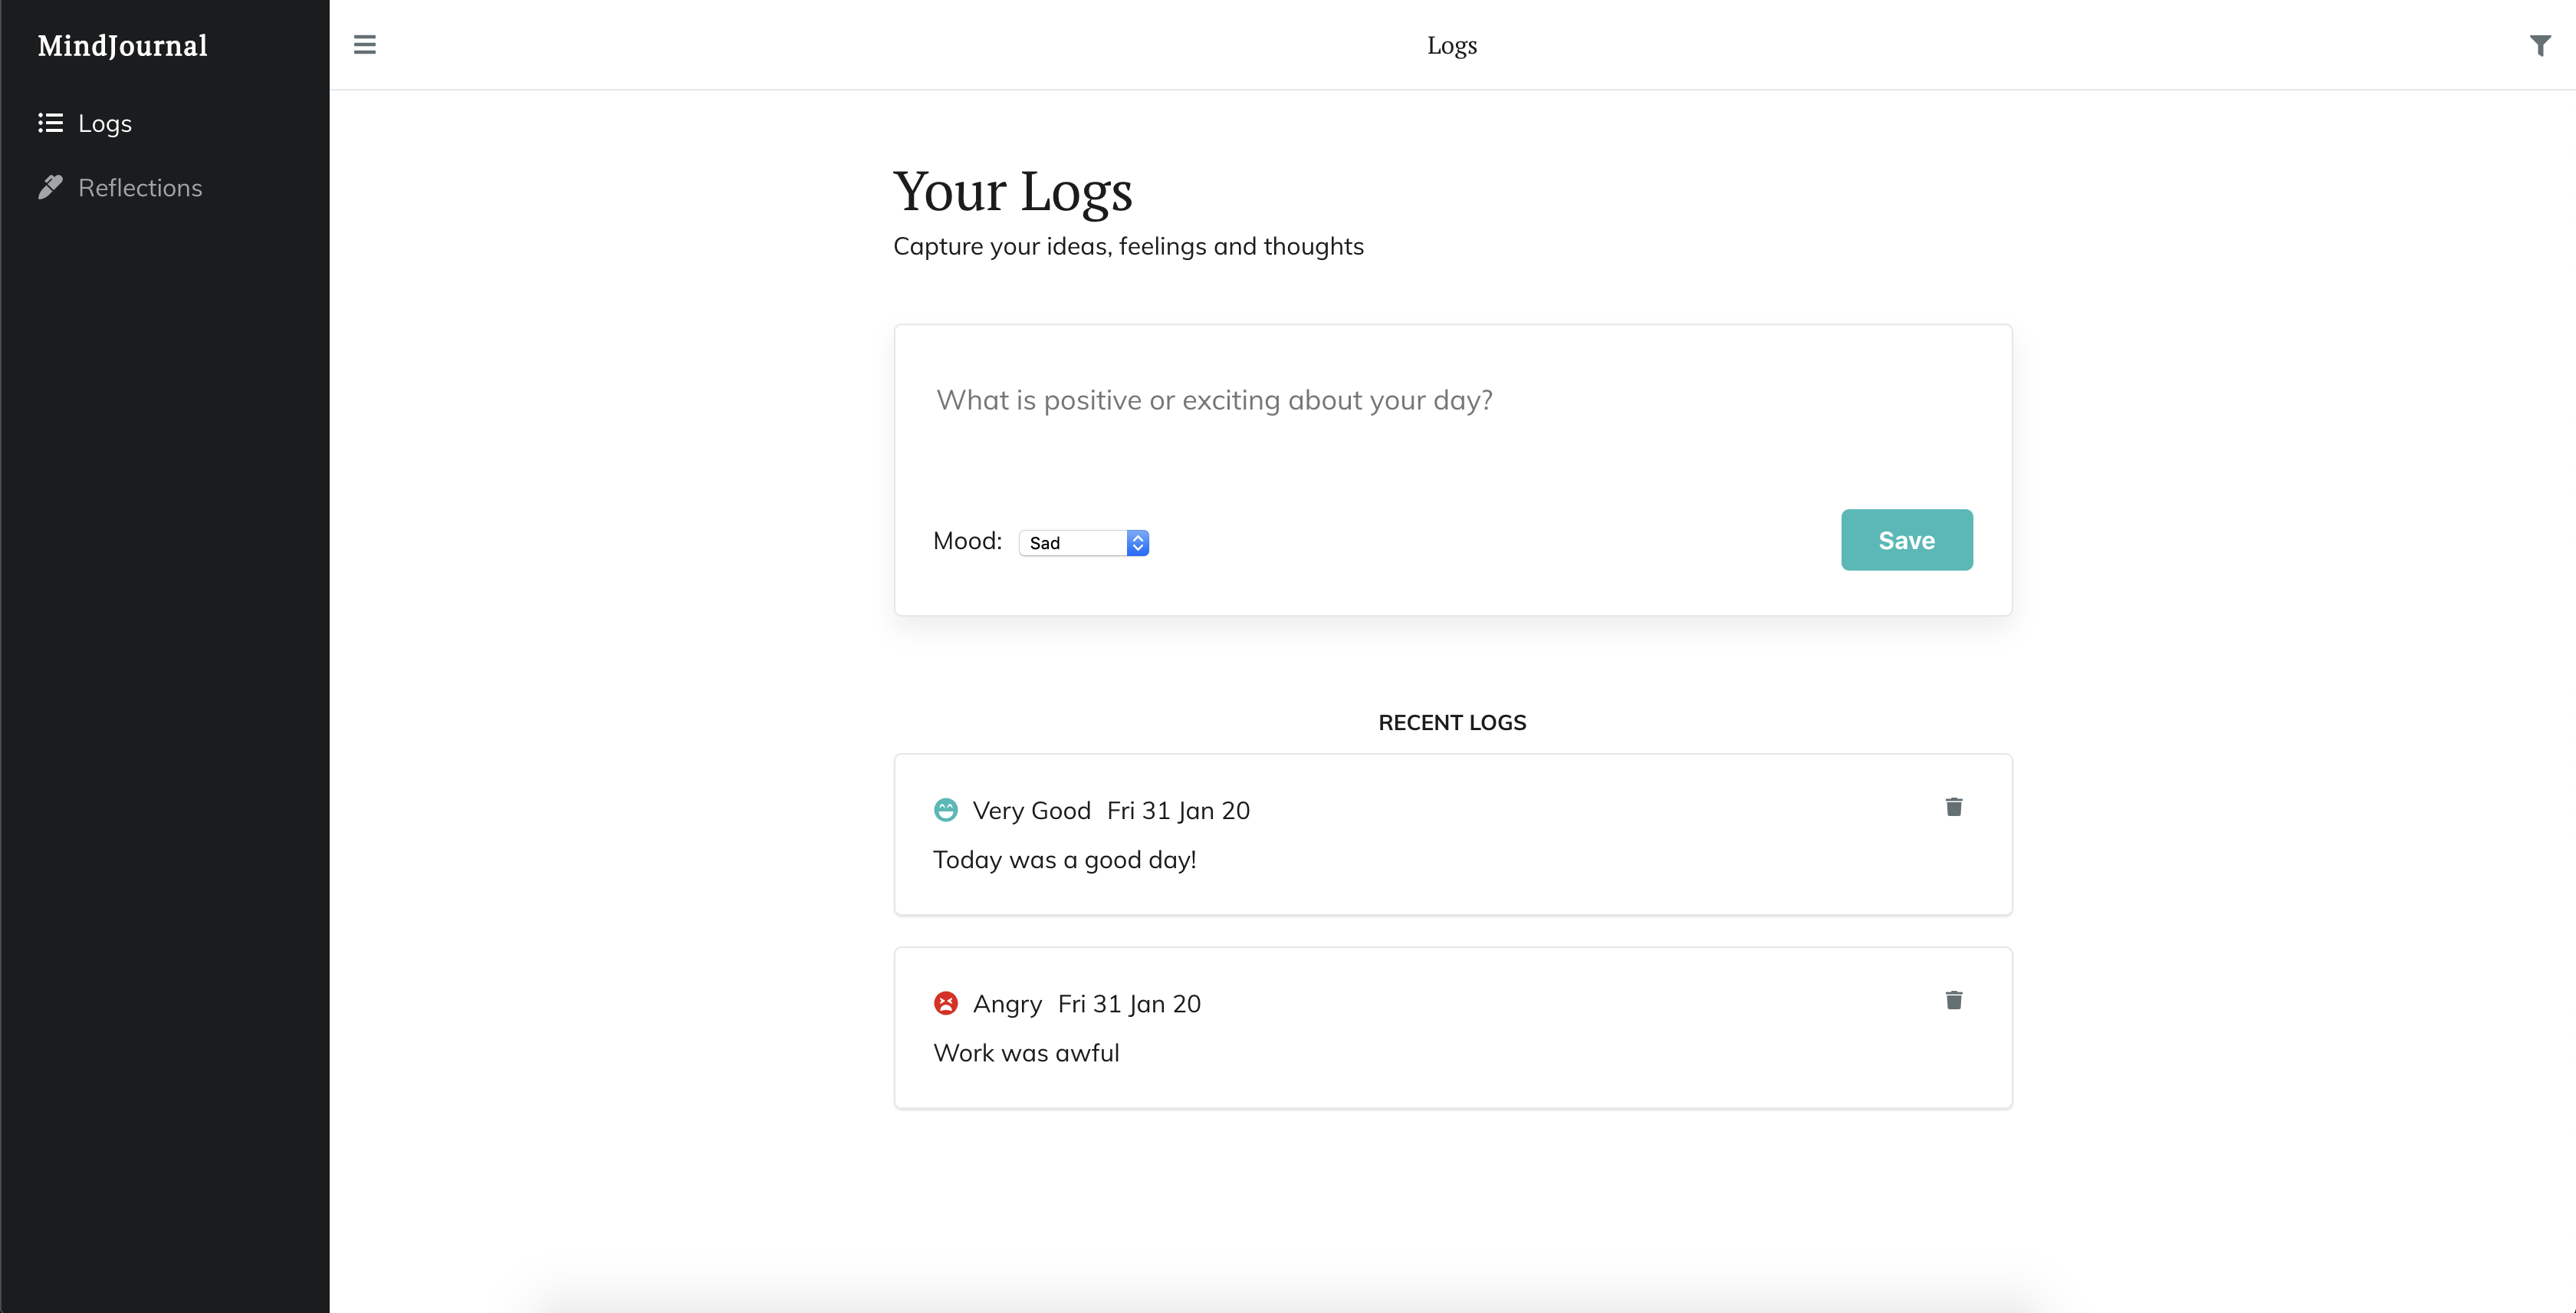 MindJournal
Logs
Reflections
Logs
Your Logs
Capture your ideas, feelings and thoughts
What is positive or exciting about your day?
Mood: Sad
Save
RECENT LOGS
Very Good Fri 31 Jan 20
Today was a good day!
Angry Fri 31 Jan 20
Work was awful